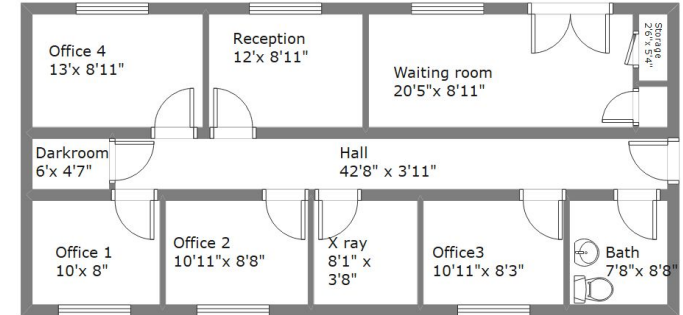 Office 4
13'x 8'11"
Reception
12'x 8'11"
Waiting room
20'5"x 8'11"
Storage
2'6"x 5'4"
Darkroom
6'x 4'7"
Hall
42'8" x 3'11"
Office 1
10'x 8"
Office 2
10'11"x 8'8"
X ray
8'1" x
3'8"
Office3
10'11"x 8'3"
Bath
7'8"x 8'8"